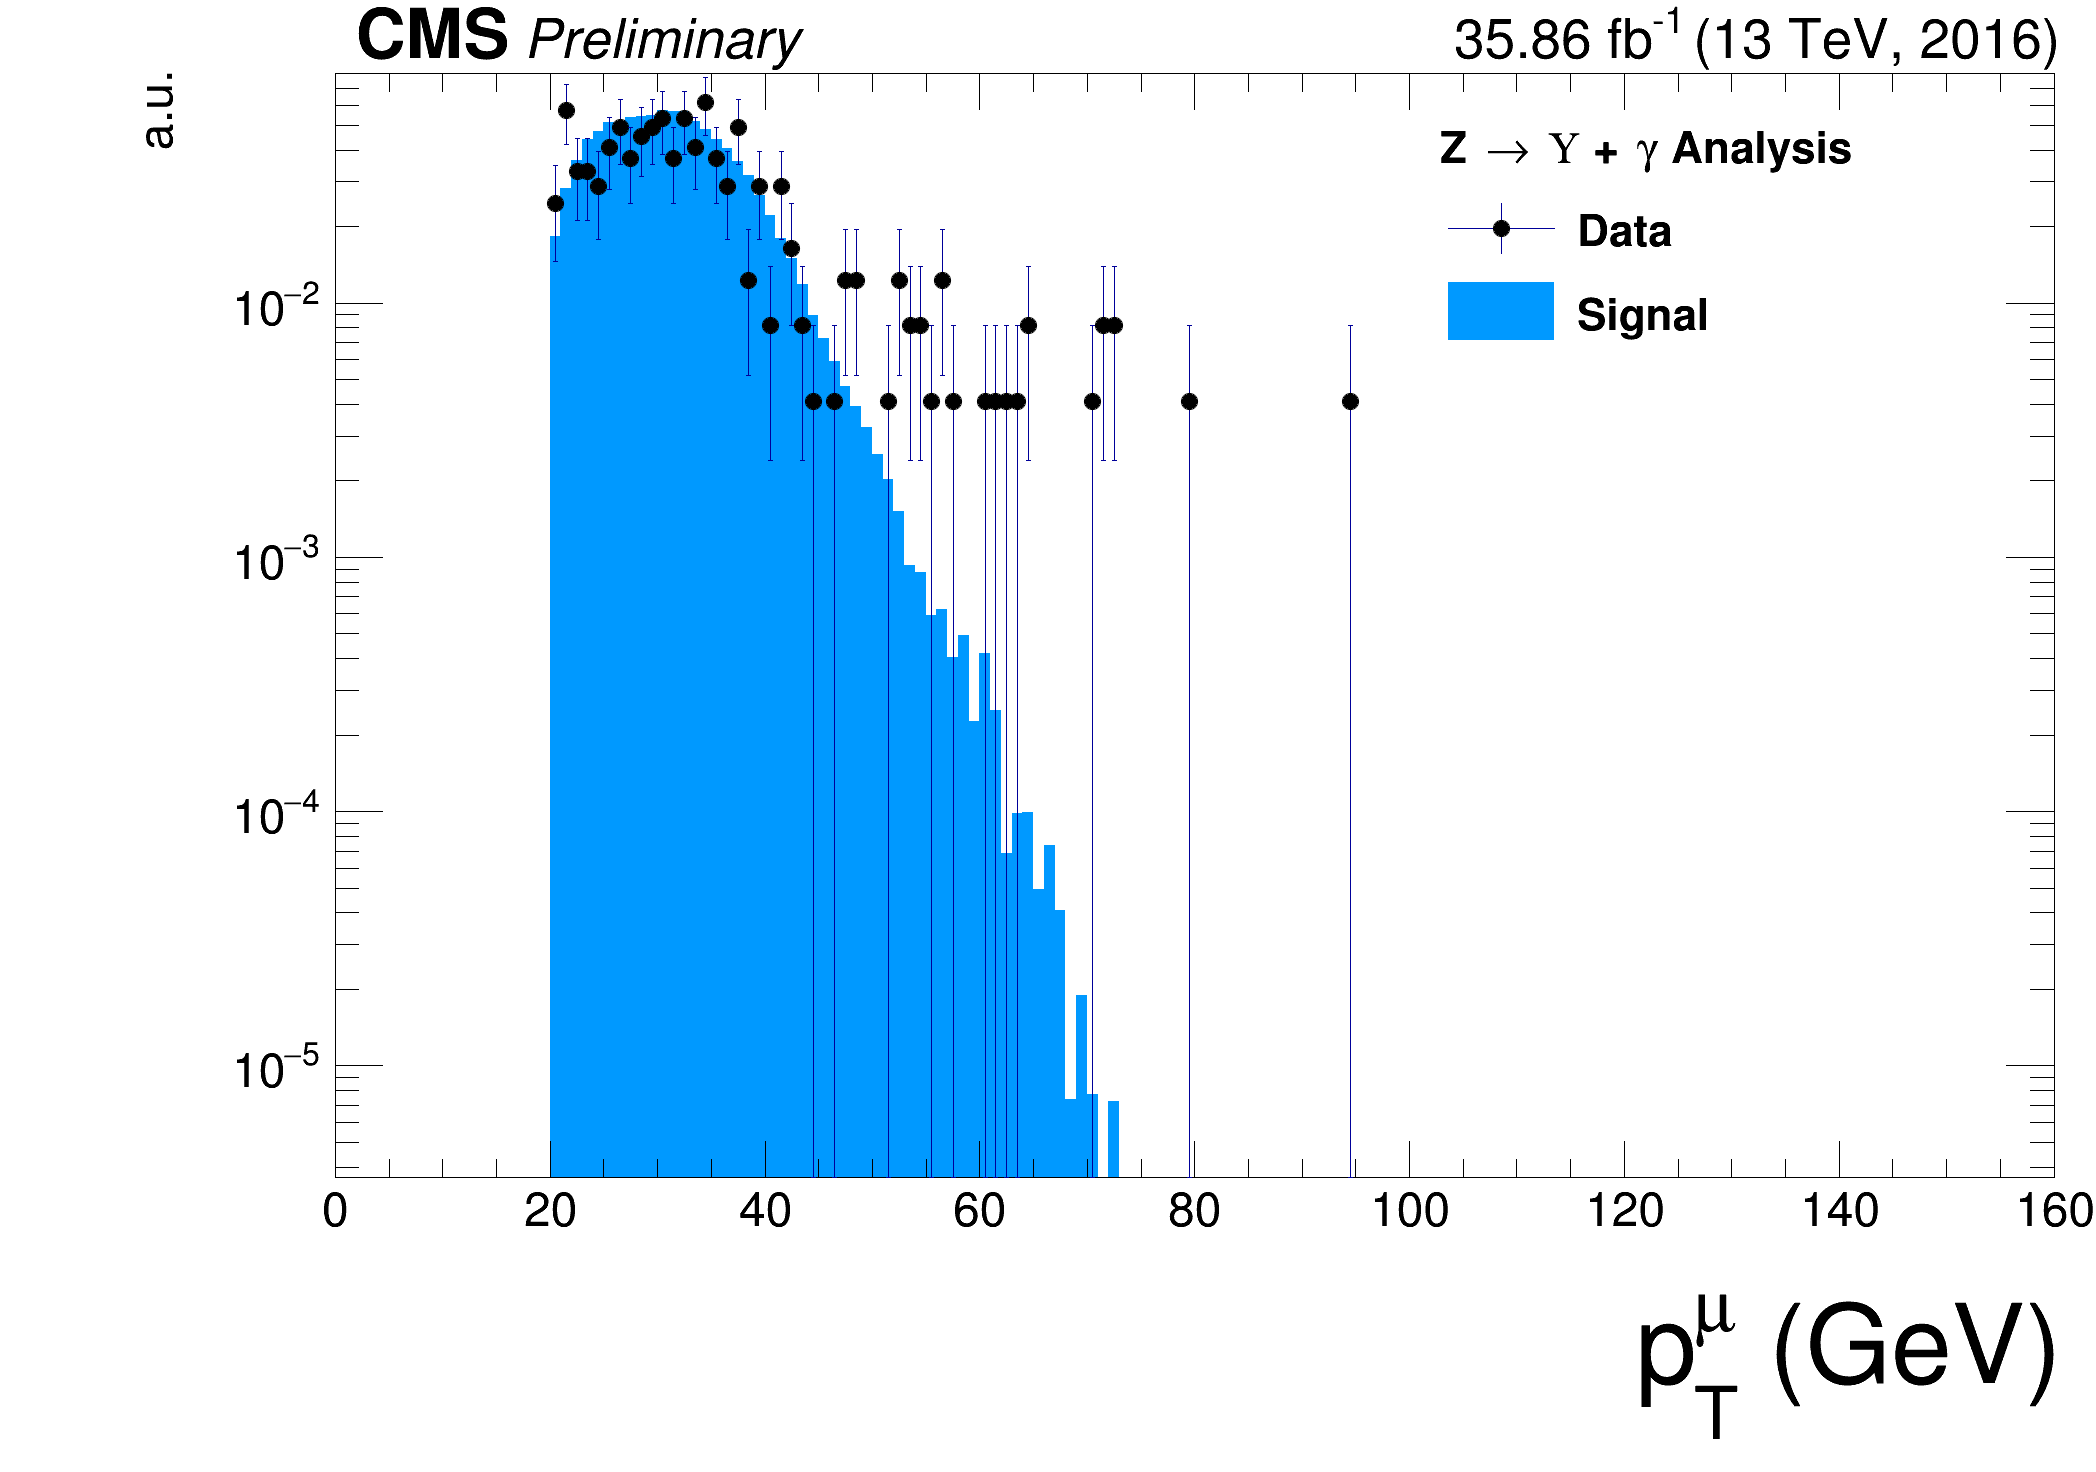 CMS Preliminary
35.86 fb⁻¹ (13 TeV, 2016)
a.u.
Z → Υ + γ Analysis
Data
Signal
10⁻²
10⁻³
10⁻⁴
10⁻⁵
0 20 40 60 80 100 120 140 160
p_T^μ (GeV)